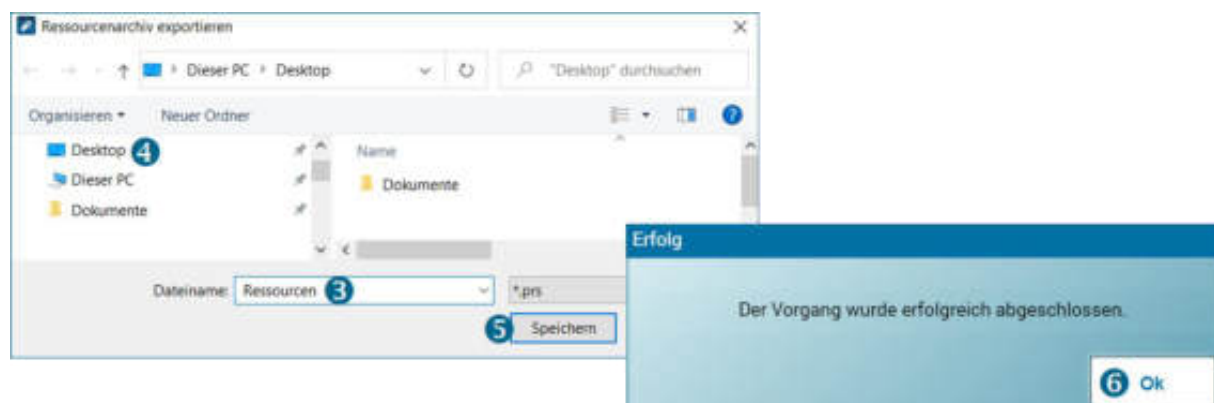 Ressourcenarchiv exportieren
Dieser PC Desktop
"Desktop" durchsuchen
Organisieren
Neuer Ordner
?
Desktop 4
Dieser PC
Dokumente
Name
Dokumente
Dateiname: Ressourcen 3
*.prs
5 Speichern
Erfolg
Der Vorgang wurde erfolgreich abgeschlossen.
6 Ok